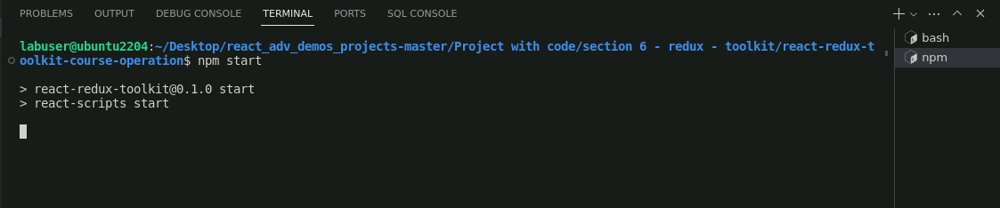 PROBLEMS OUTPUT DEBUG CONSOLE TERMINAL PORTS SQL CONSOLE
labuser@ubuntu2204:~/Desktop/react_adv_demos_projects-master/Project with code/section 6 - redux - toolkit/react-redux-t
oolkit-course-operation$ npm start
> react-redux-toolkit@0.1.0 start
> react-scripts start
bash
npm